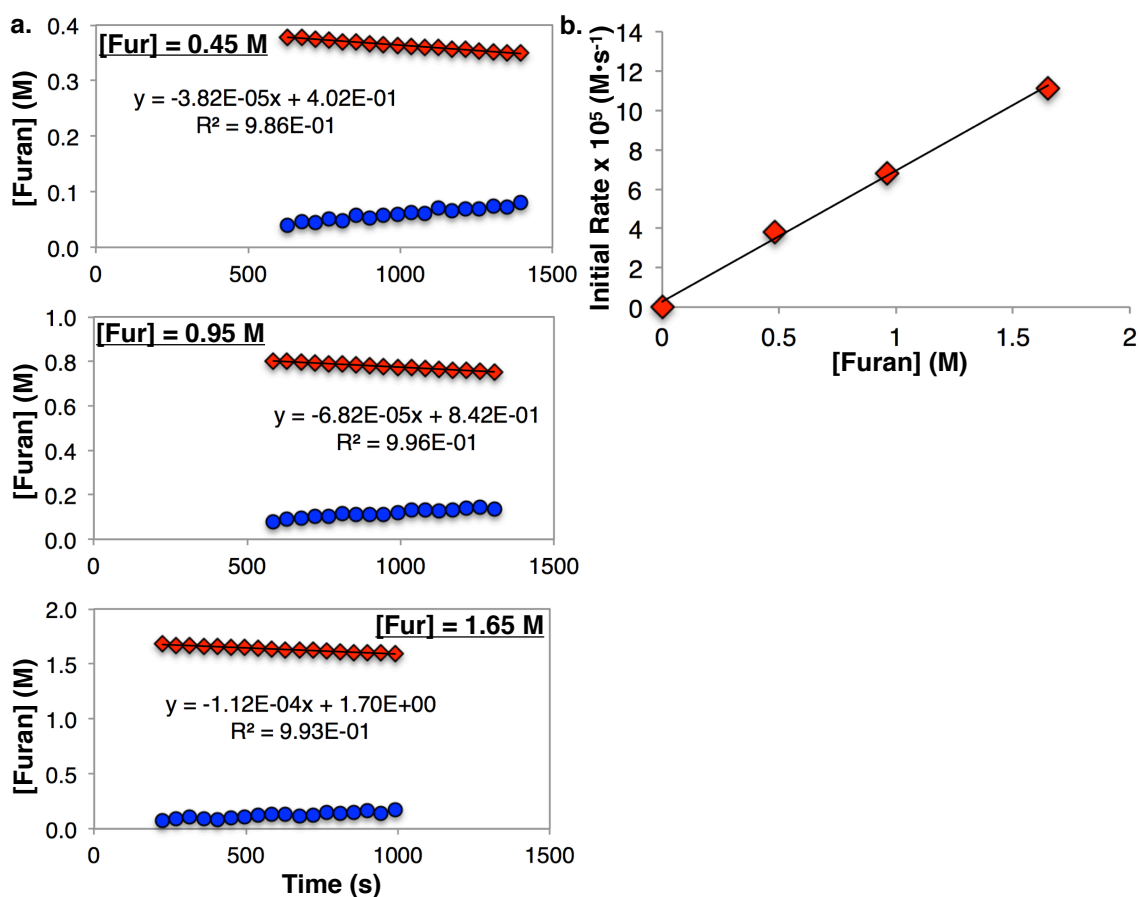 a.
[Fur] = 0.45 M
y = -3.82E-05x + 4.02E-01
R² = 9.86E-01
[Furan] (M)
0.4
0.3
0.2
0.1
0.0
0 500 1000 1500
[Fur] = 0.95 M
y = -6.82E-05x + 8.42E-01
R² = 9.96E-01
[Furan] (M)
1.0
0.8
0.6
0.4
0.2
0.0
0 500 1000 1500
[Fur] = 1.65 M
y = -1.12E-04x + 1.70E+00
R² = 9.93E-01
[Furan] (M)
2.0
1.5
1.0
0.5
0.0
0 500 1000 1500
Time (s)
b.
Initial Rate x 10⁵ (M•s⁻¹)
14
12
10
8
6
4
2
0
0 0.5 1 1.5 2
[Furan] (M)